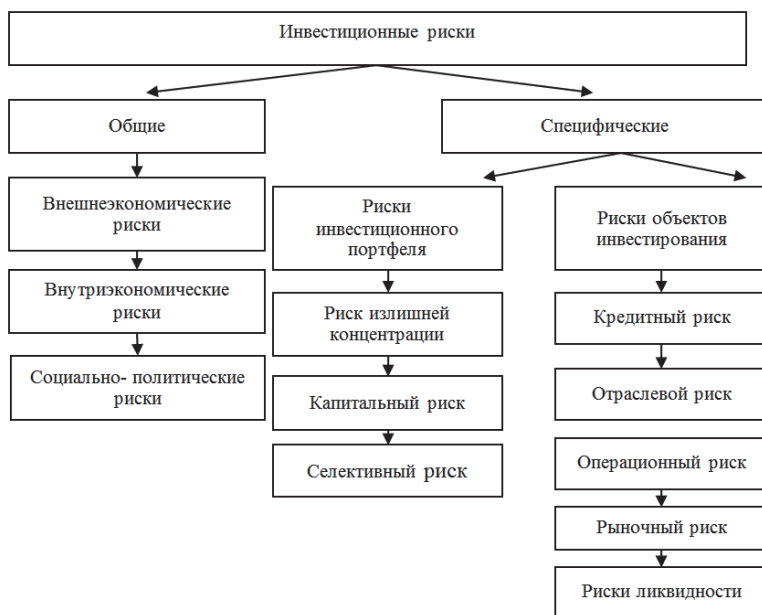 Инвестиционные риски
Общие
Специфические
Внешнеэкономические
риски
Внутриэкономические
риски
Социально- политические
риски
Риски
инвестиционного
портфеля
Риск излишней
концентрации
Капитальный риск
Селективный риск
Риски объектов
инвестирования
Кредитный риск
Отраслевой риск
Операционный риск
Рыночный риск
Риски ликвидности